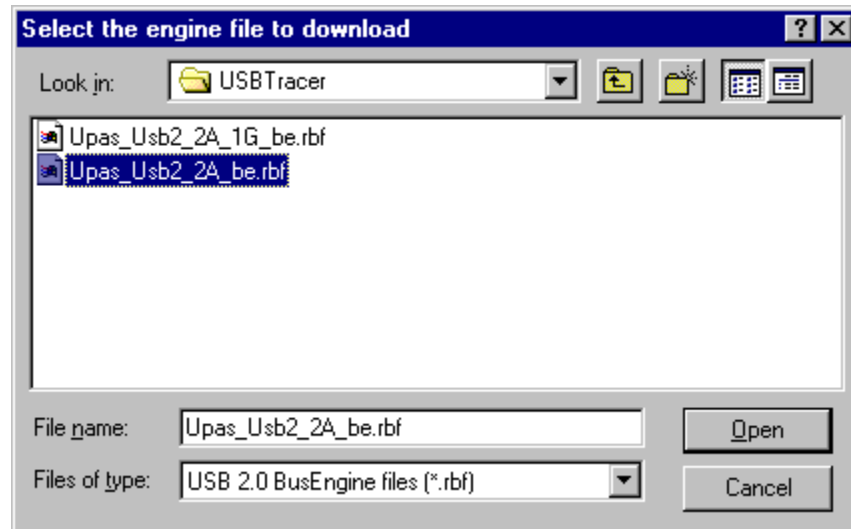 Select the engine file to download
Look in: USBTracer
Upas_Usb2_2A_1G_be.rbf
Upas_Usb2_2A_be.rbf
File name: Upas_Usb2_2A_be.rbf Open
Files of type: USB 2.0 BusEngine files (*.rbf) Cancel